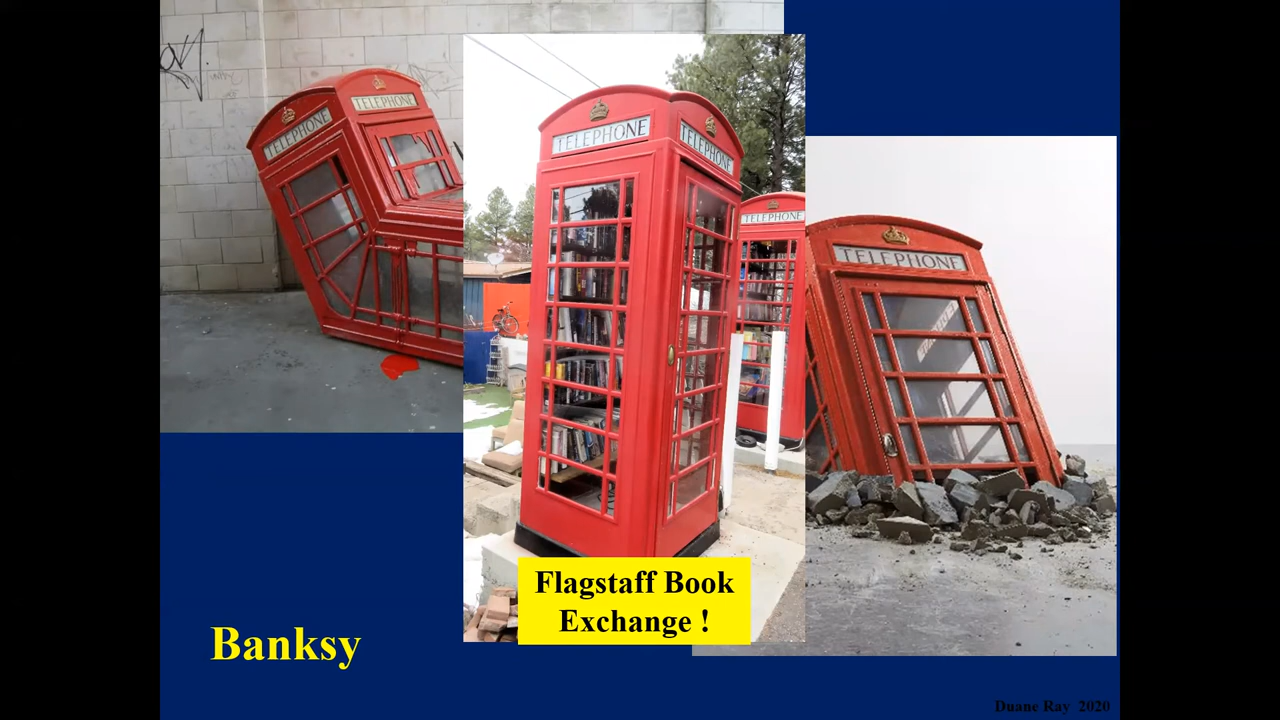 TELEPHONE
TELEPHONE
TELEPHONE
TELEPHONE
TELEPHONE
TELEPHONE
Flagstaff Book
Exchange !
Banksy
Duane Ray 2020